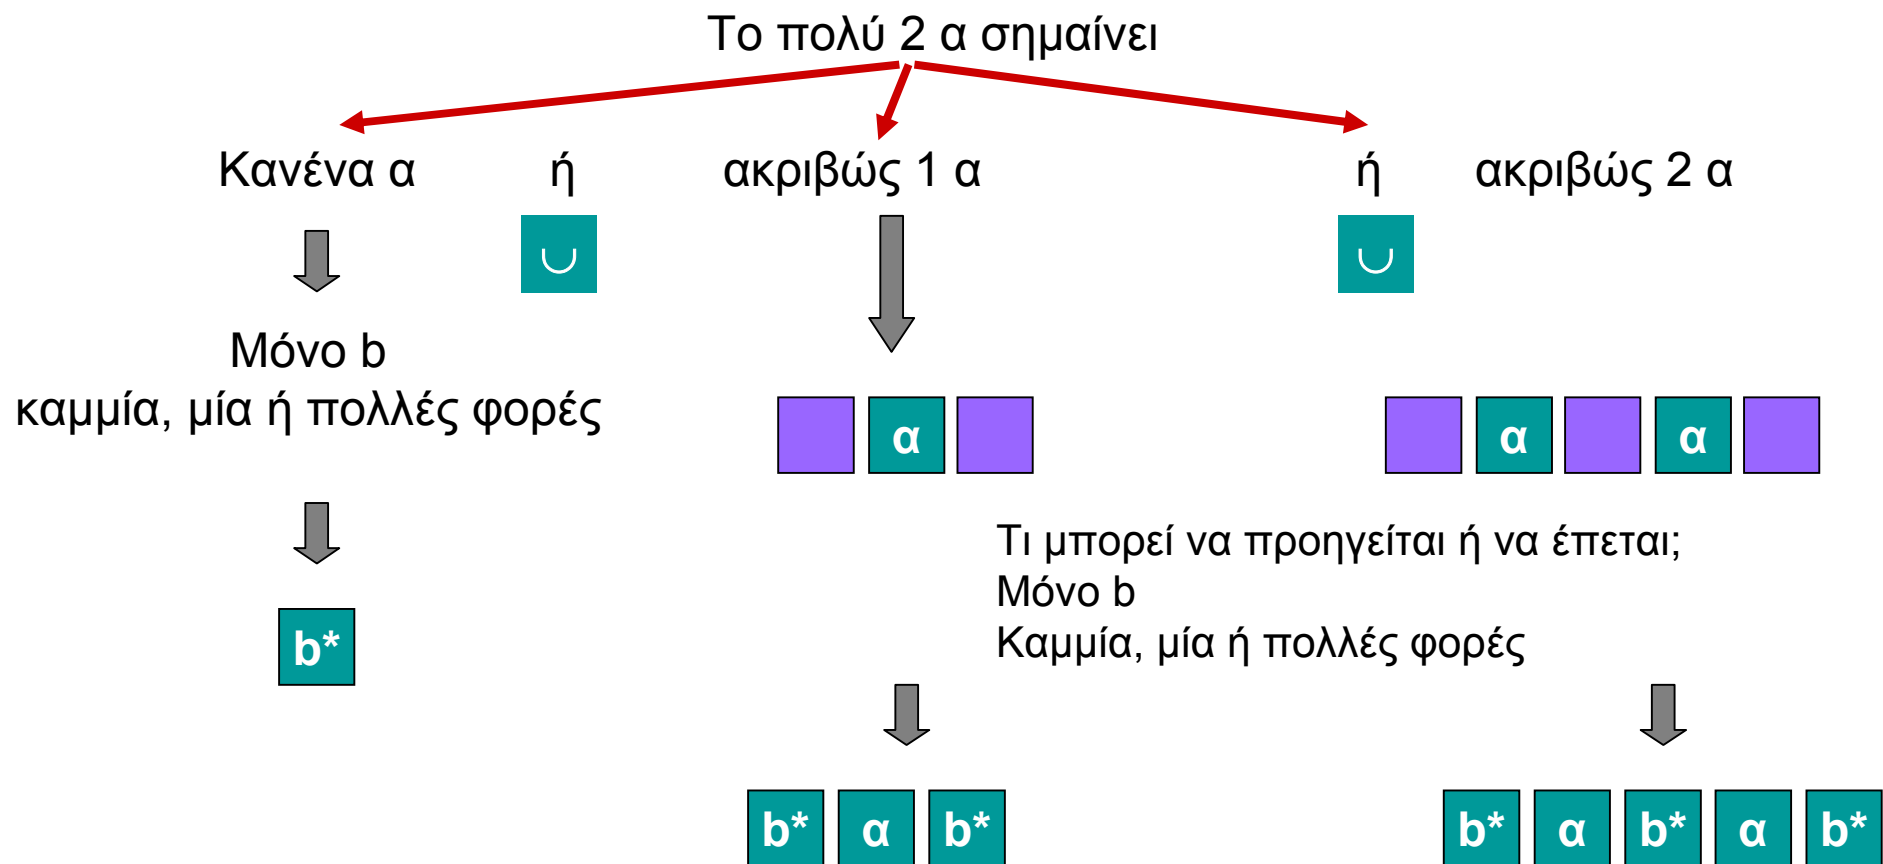 Το πολύ 2 α σημαίνει
Κανένα α ή ακριβώς 1 α ή ακριβώς 2 α
∪ ∪
Μόνο b
καμμία, μία ή πολλές φορές
α α α
Τι μπορεί να προηγείται ή να έπεται;
Μόνο b
Καμμία, μία ή πολλές φορές
b*
b* α b* b* α b* α b*